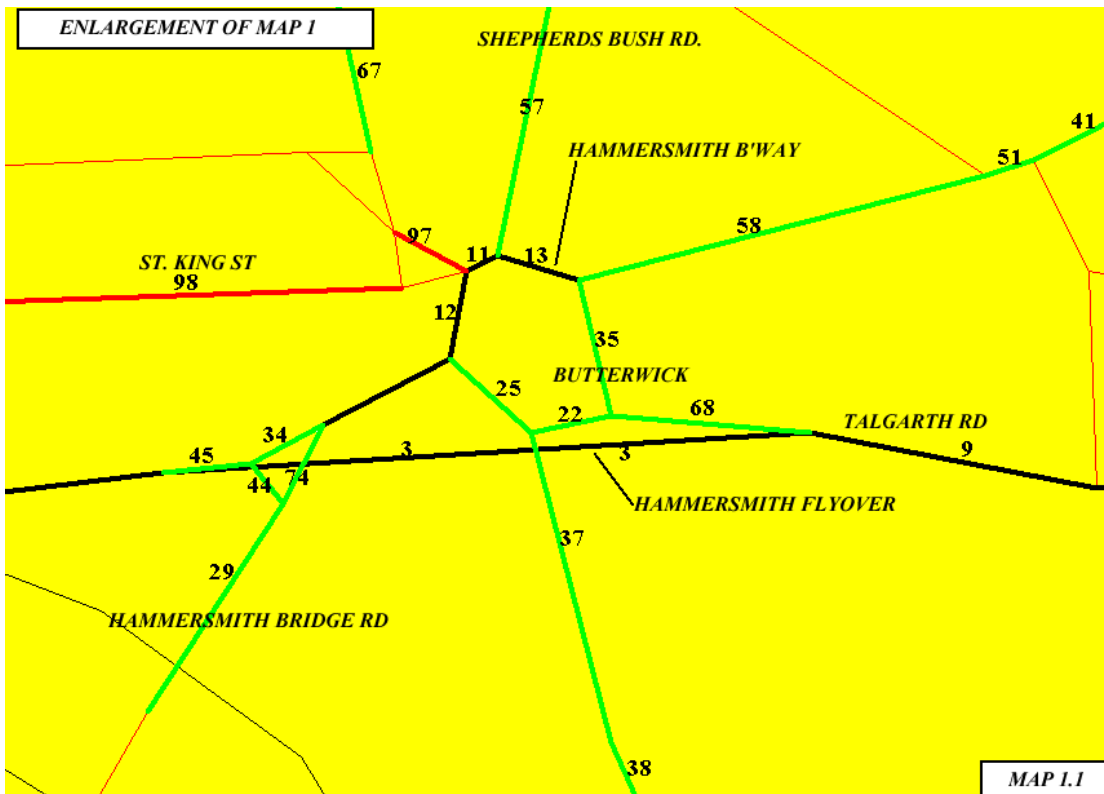 ENLARGEMENT OF MAP 1
SHEPHERDS BUSH RD.
67
57
41
HAMMERSMITH B'WAY
51
58
97
11
13
ST. KING ST
98
12
35
BUTTERWICK
25
22
68
TALGARTH RD
34
3
3
9
45
44
74
HAMMERSMITH FLYOVER
37
29
HAMMERSMITH BRIDGE RD
38
MAP 1.1